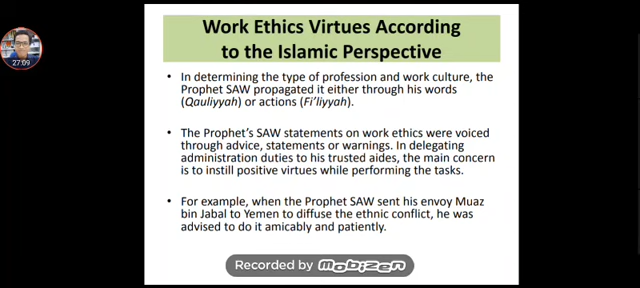 Work Ethics Virtues According
to the Islamic Perspective
27:09
• In determining the type of profession and work culture, the
Prophet SAW propagated it either through his words
(Qauliyyah) or actions (Fi'liyyah).
• The Prophet's SAW statements on work ethics were voiced
through advice, statements or warnings. In delegating
administration duties to his trusted aides, the main concern
is to instill positive virtues while performing the tasks.
• For example, when the Prophet SAW sent his envoy Muaz
bin Jabal to Yemen to diffuse the ethnic conflict, he was
advised to do it amicably and patiently.
Recorded by mobizen